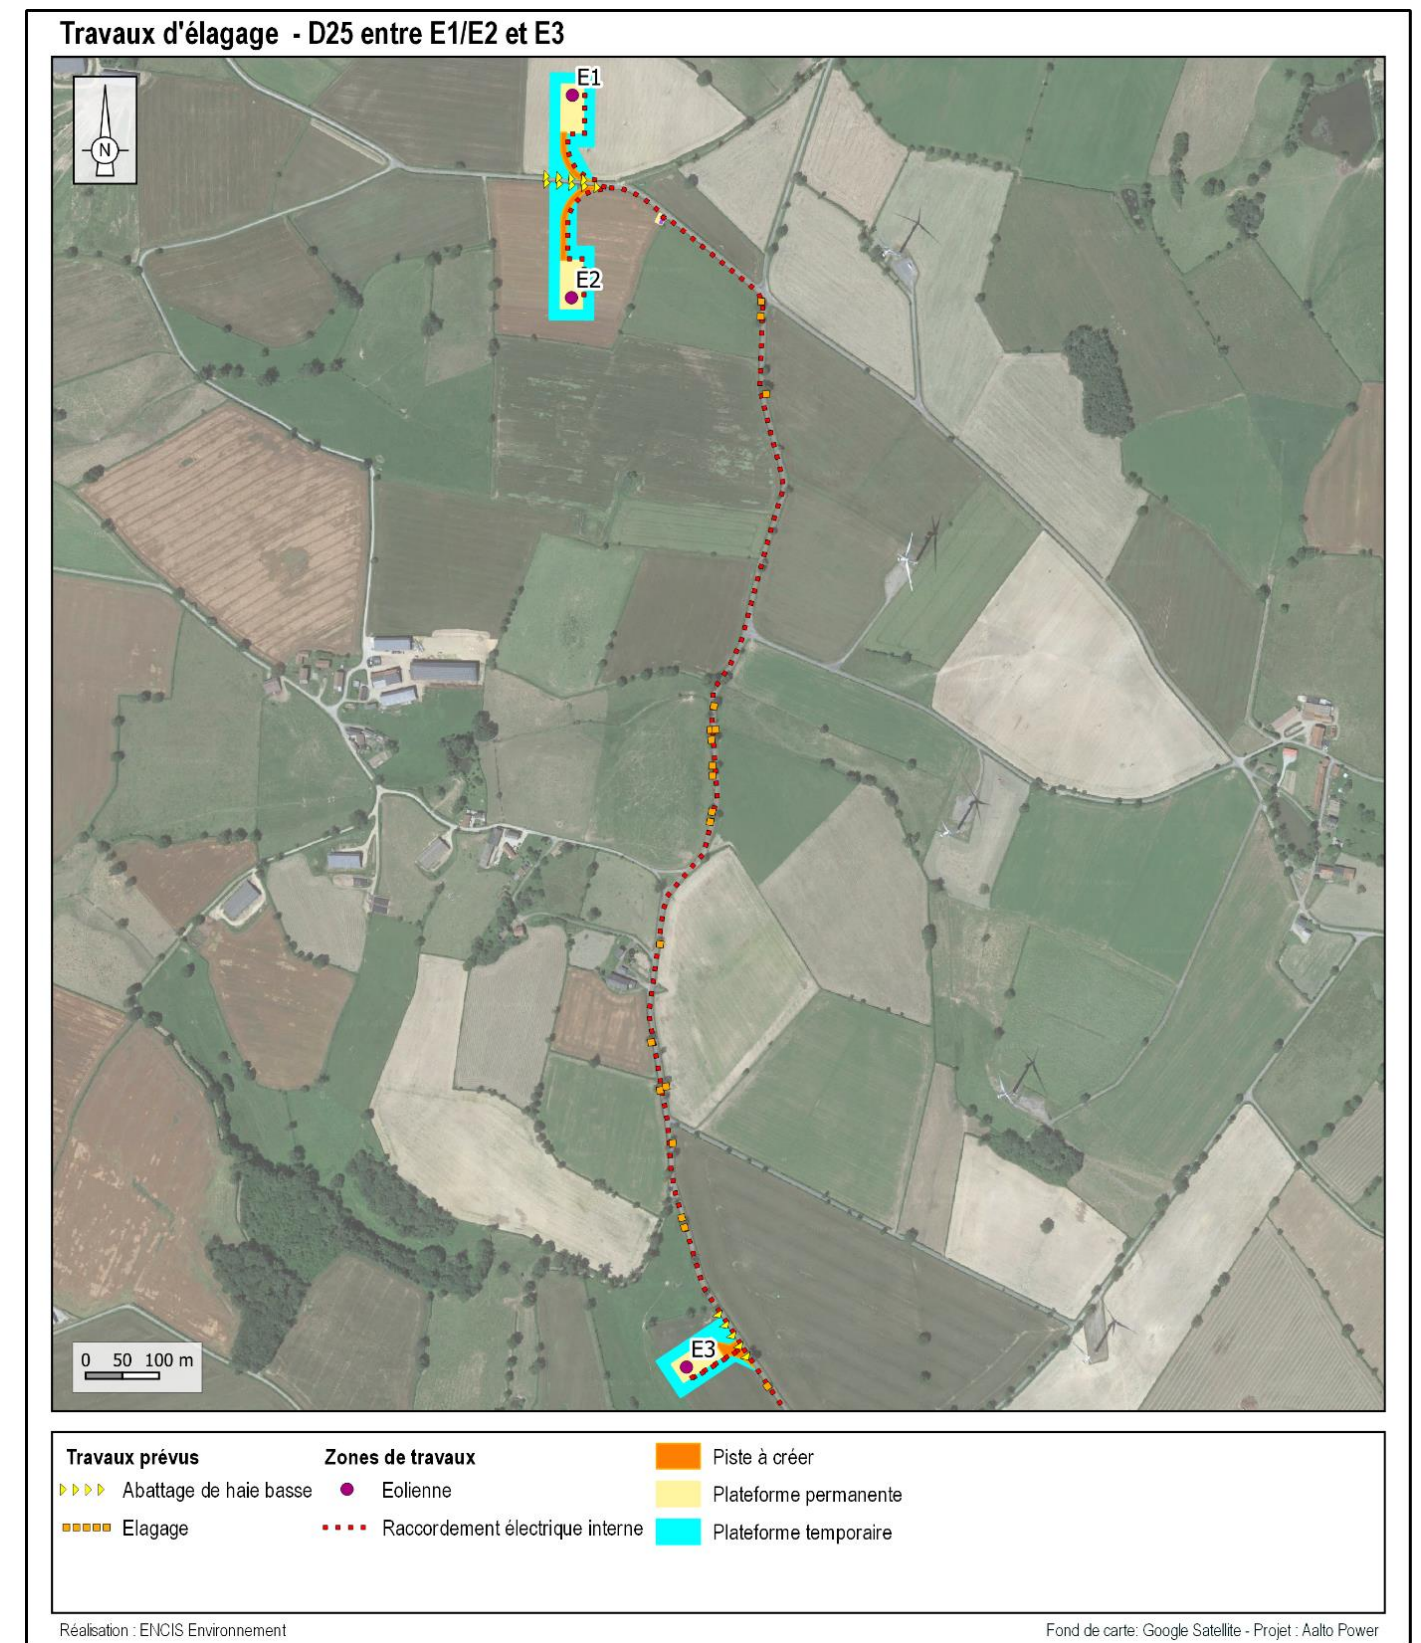 Travaux d'élagage - D25 entre E1/E2 et E3
E1
N
E2
E3
0 50 100 m
Travaux prévus
Abattage de haie basse
Elagage
Zones de travaux
Eolienne
Raccordement électrique interne
Piste à créer
Plateforme permanente
Plateforme temporaire
Réalisation : ENCIS Environnement
Fond de carte: Google Satellite - Projet : Aalto Power